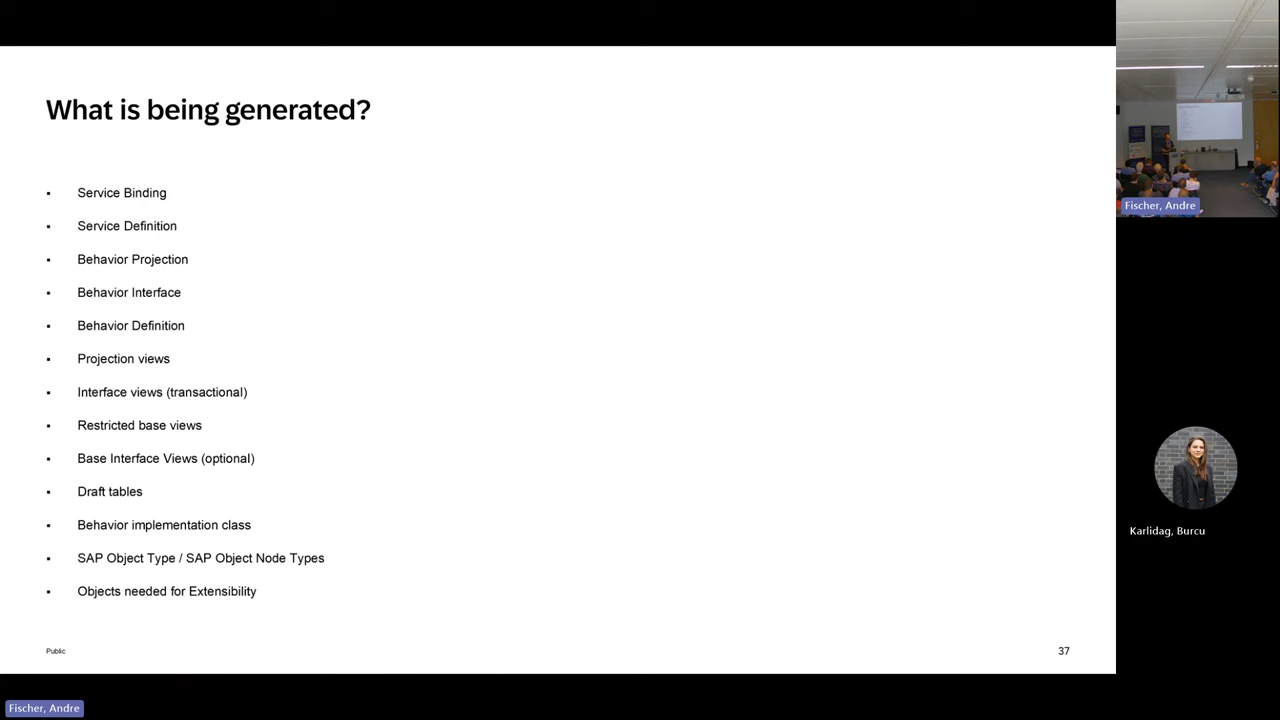 What is being generated?
▪ Service Binding
▪ Service Definition
▪ Behavior Projection
▪ Behavior Interface
▪ Behavior Definition
▪ Projection views
▪ Interface views (transactional)
▪ Restricted base views
▪ Base Interface Views (optional)
▪ Draft tables
▪ Behavior implementation class
▪ SAP Object Type / SAP Object Node Types
▪ Objects needed for Extensibility
Public
37
Fischer, Andre
Karlidag, Burcu
Fischer, Andre